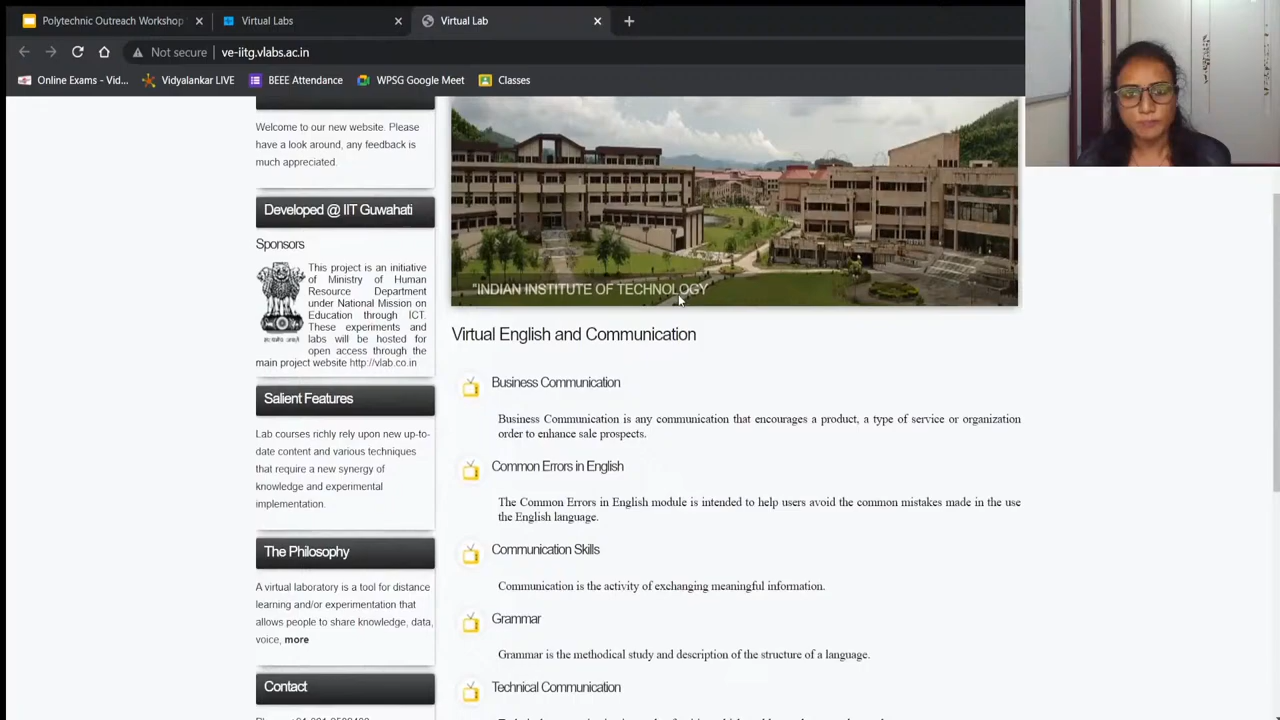 Polytechnic Outreach Workshop
Virtual Labs
Virtual Lab
Not secure
ve-iitg.vlabs.ac.in
Online Exams - Vid...
Vidyalankar LIVE
BEEE Attendance
WPSG Google Meet
Classes
Welcome to our new website. Please
have a look around, any feedback is
much appreciated.
Developed @ IIT Guwahati
Sponsors
This project is an initiative
of Ministry of Human
Resource Department
under National Mission on
Education through ICT.
These experiments and
labs will be hosted for
open access through the
main project website http://vlab.co.in
Salient Features
Lab courses richly rely upon new up-to-
date content and various techniques
that require a new synergy of
knowledge and experimental
implementation.
The Philosophy
A virtual laboratory is a tool for distance
learning and/or experimentation that
allows people to share knowledge, data,
voice, more
Contact
"INDIAN INSTITUTE OF TECHNOLOGY
Virtual English and Communication
Business Communication
Business Communication is any communication that encourages a product, a type of service or organization
order to enhance sale prospects.
Common Errors in English
The Common Errors in English module is intended to help users avoid the common mistakes made in the use
the English language.
Communication Skills
Communication is the activity of exchanging meaningful information.
Grammar
Grammar is the methodical study and description of the structure of a language.
Technical Communication